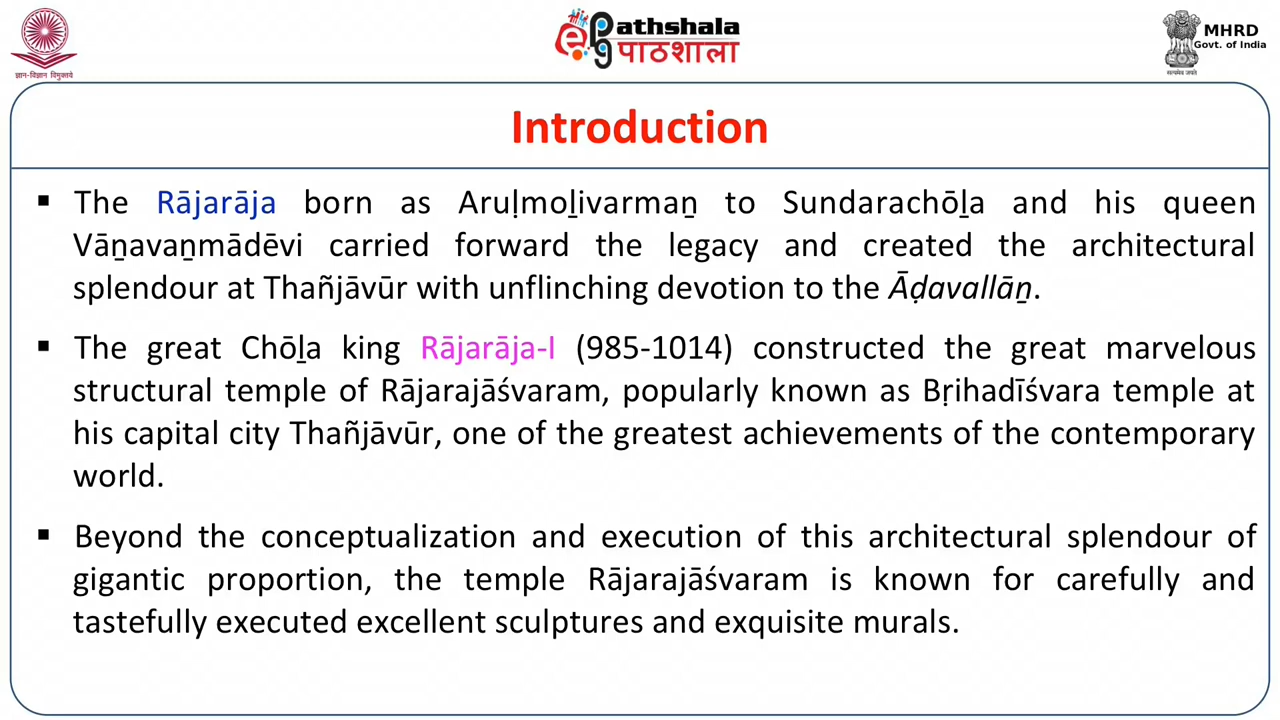 ज्ञान-विज्ञान विमुक्तये
ePathshala
पाठशाला
MHRD
Govt. of India
सत्यमेव जयते
Introduction
▪ The Rājarāja born as Aruḷmoḻivarmaṉ to Sundarachōḻa and his queen
Vāṉavaṉmādēvi carried forward the legacy and created the architectural
splendour at Thañjāvūr with unflinching devotion to the Āḍavallāṉ.
▪ The great Chōḻa king Rājarāja-I (985-1014) constructed the great marvelous
structural temple of Rājarajāśvaram, popularly known as Bṛihadīśvara temple at
his capital city Thañjāvūr, one of the greatest achievements of the contemporary
world.
▪ Beyond the conceptualization and execution of this architectural splendour of
gigantic proportion, the temple Rājarajāśvaram is known for carefully and
tastefully executed excellent sculptures and exquisite murals.